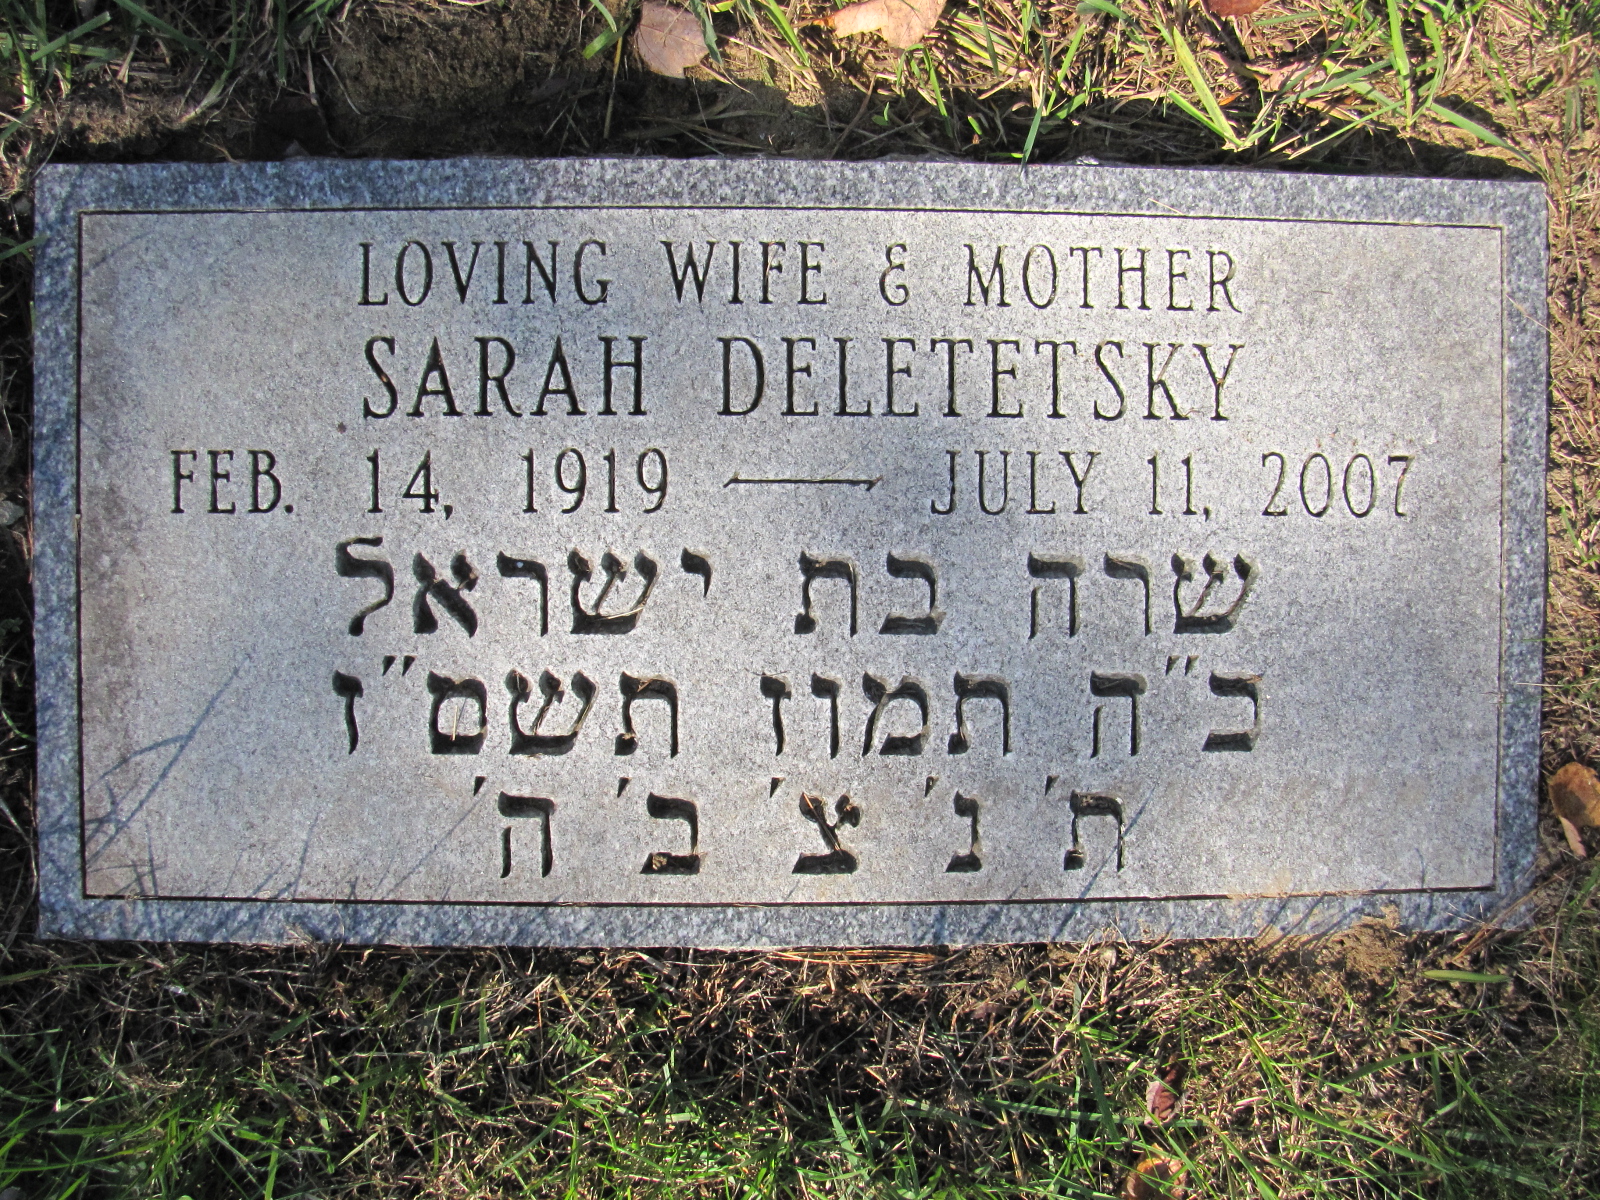 LOVING WIFE & MOTHER
SARAH DELETETSKY
FEB. 14, 1919 — JULY 11, 2007
שרה בת ישראל
כ"ה תמוז תשס"ז
ת' נ' צ' ב' ה'